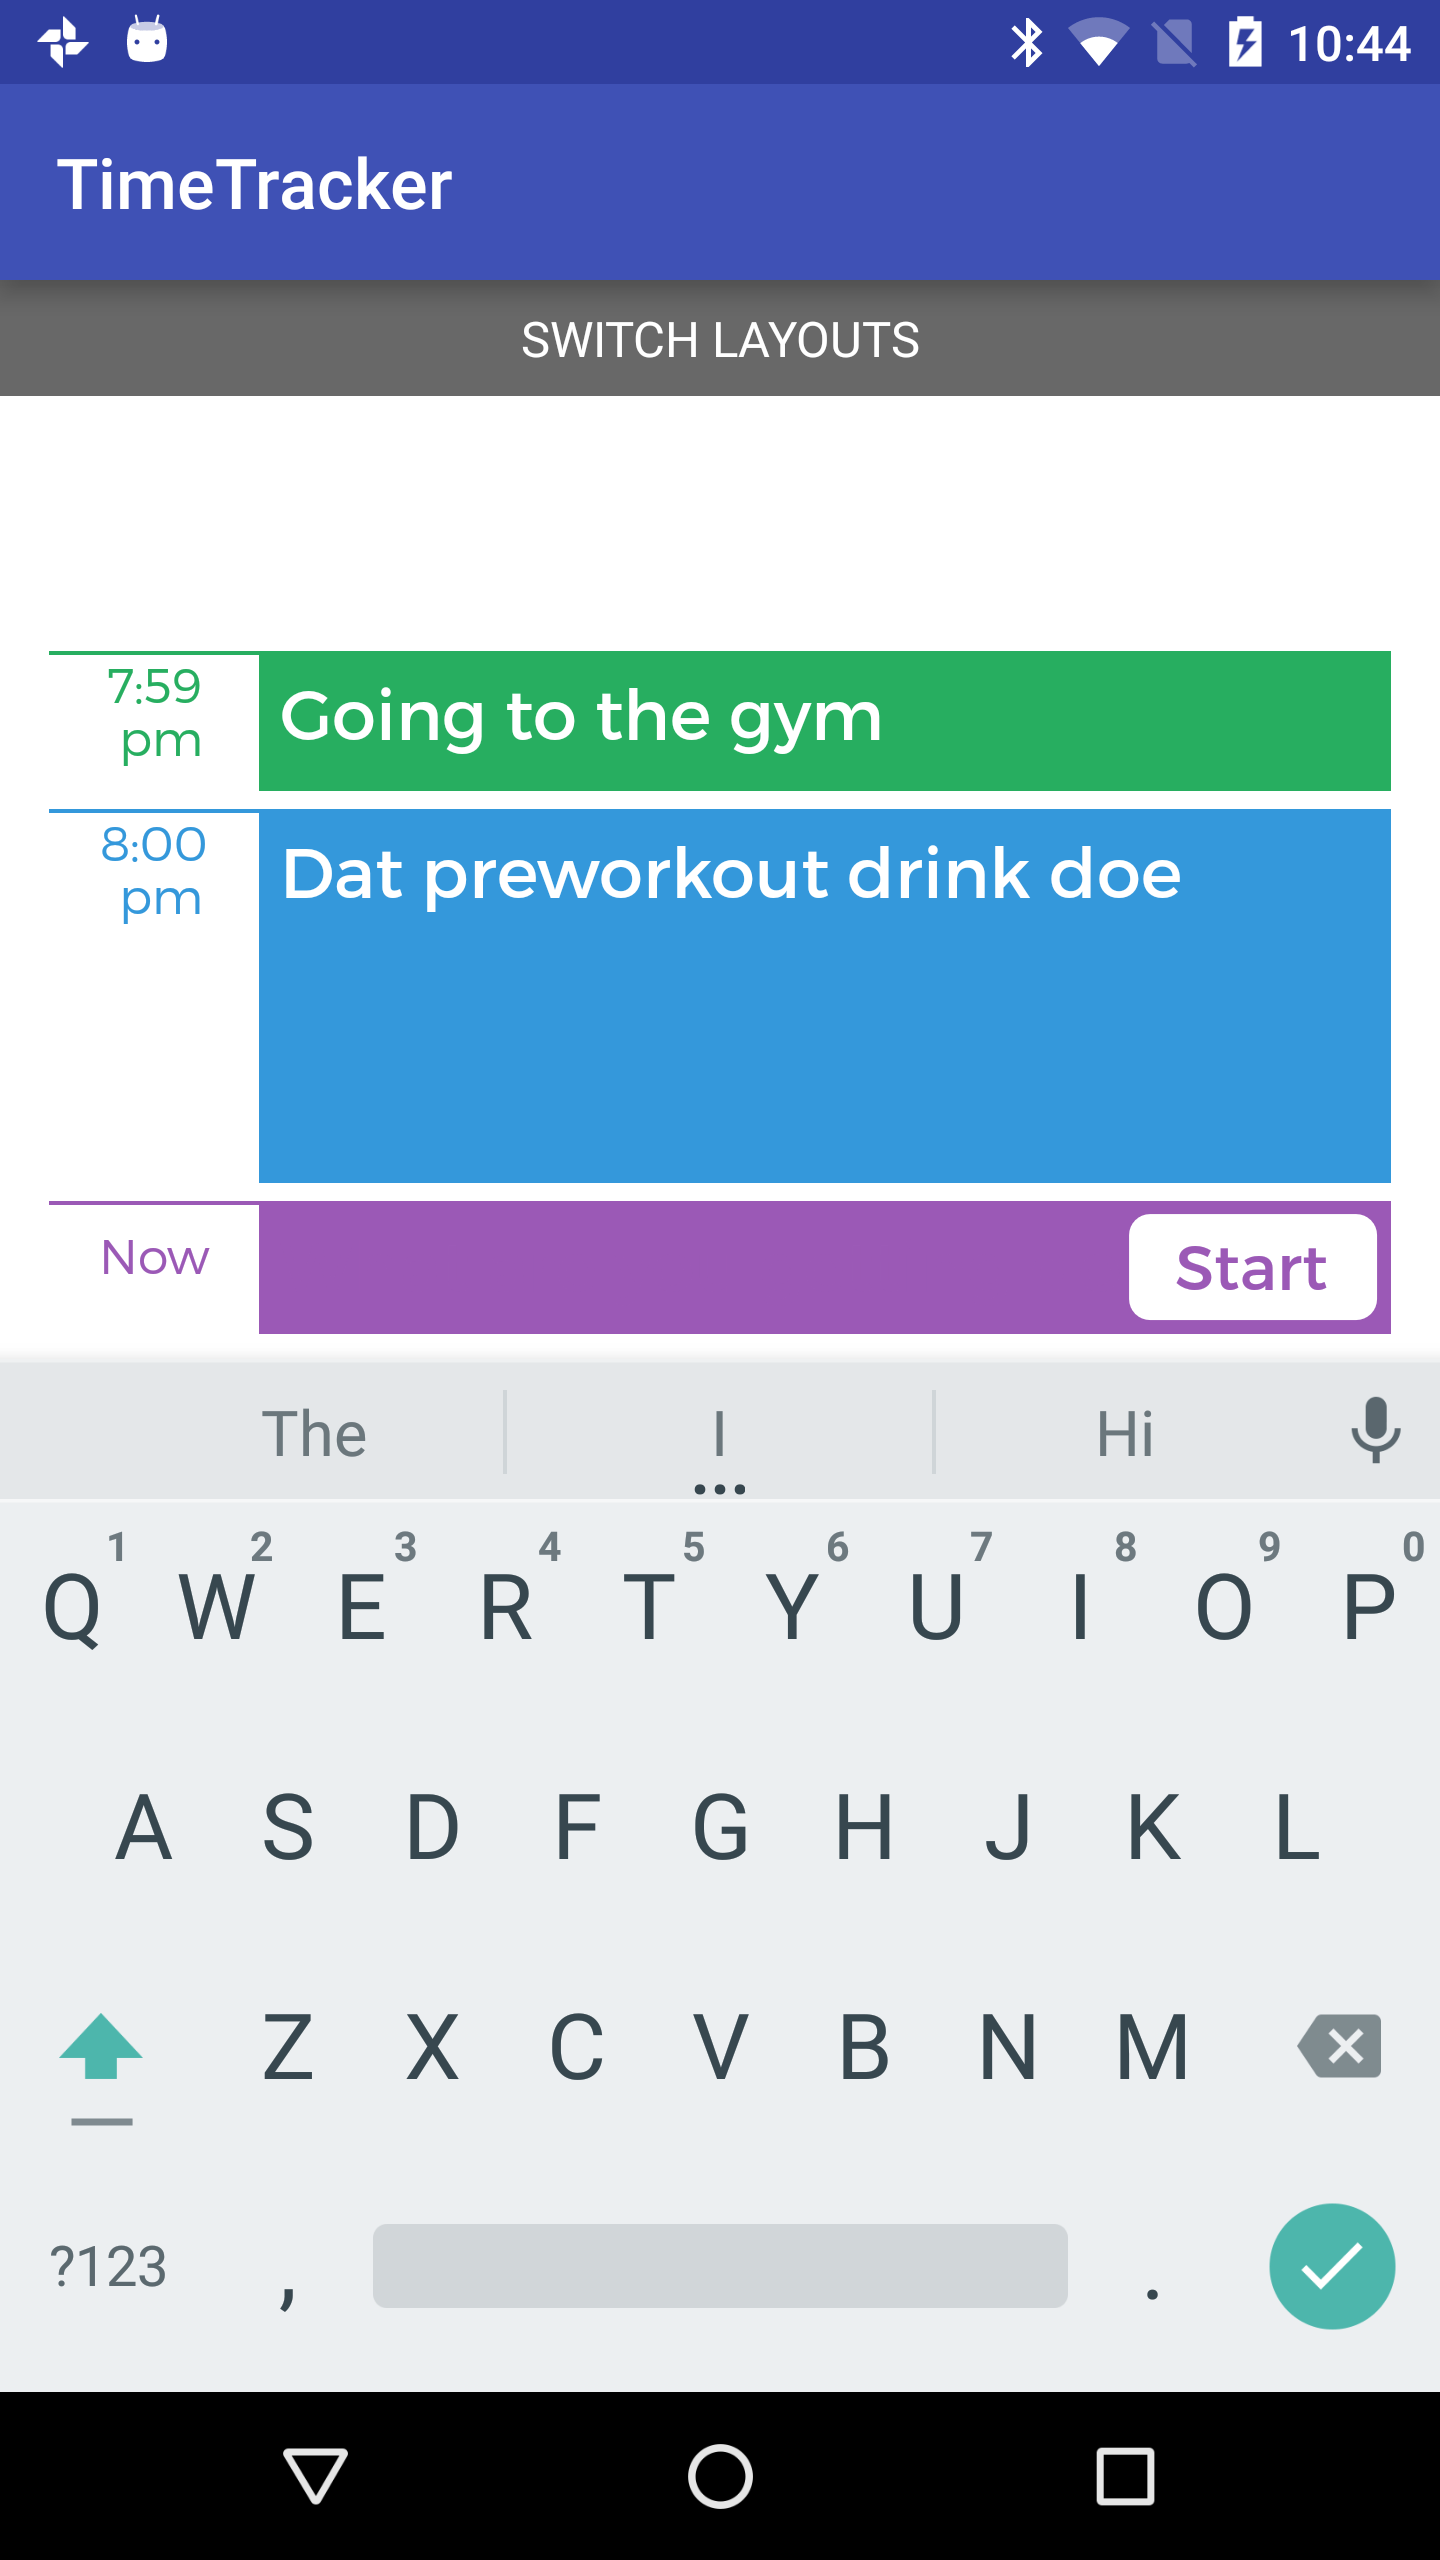 10:44
TimeTracker
SWITCH LAYOUTS
7:59
pm
Going to the gym
8:00
pm
Dat preworkout drink doe
Now
Start
The I Hi
...
1 2 3 4 5 6 7 8 9 0
Q W E R T Y U I O P
A S D F G H J K L
Z X C V B N M
?123 , .